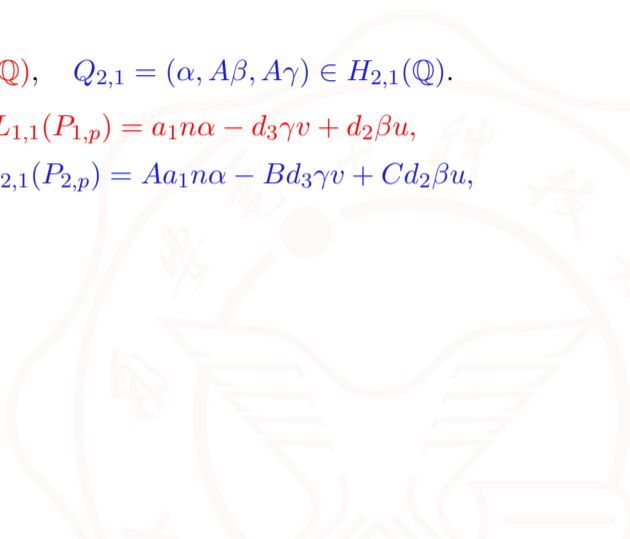 ℚ),  Q_{2,1} = (α, Aβ, Aγ) ∈ H_{2,1}(ℚ).
L_{1,1}(P_{1,p}) = a_1nα − d_3γv + d_2βu,
_{2,1}(P_{2,p}) = Aa_1nα − Bd_3γv + Cd_2βu,